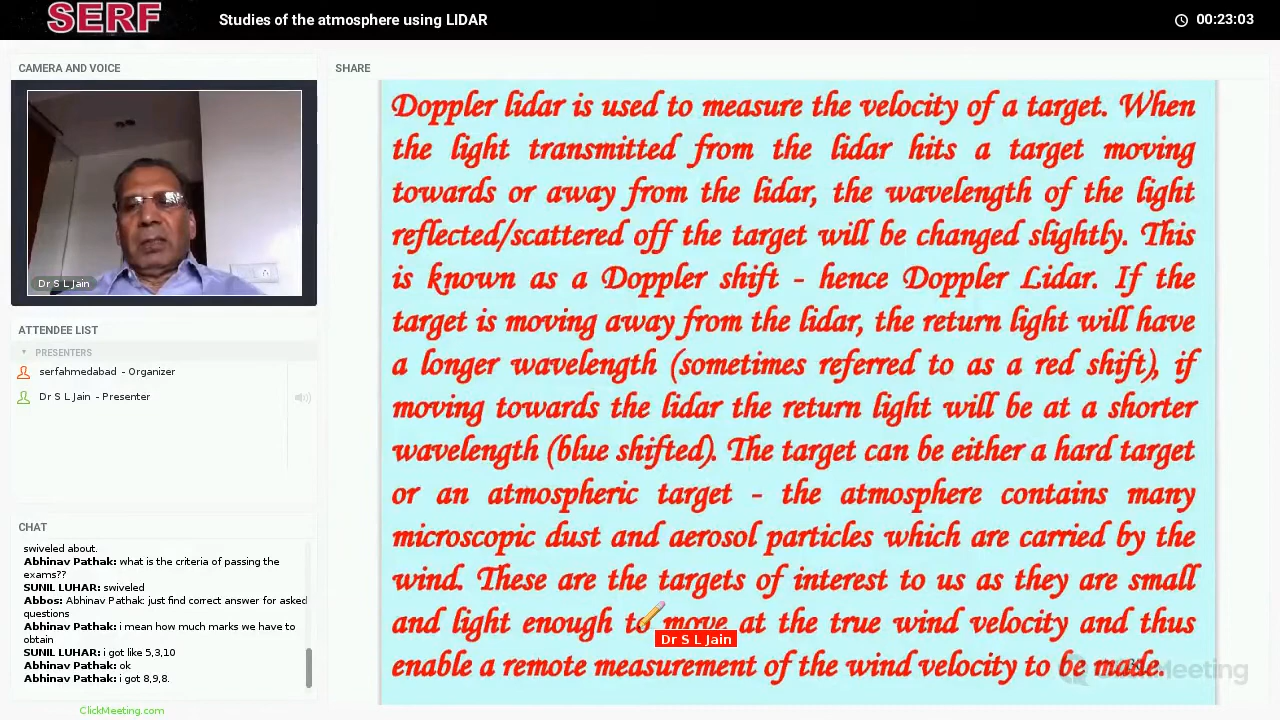 SERF
Studies of the atmosphere using LIDAR
00:23:03
CAMERA AND VOICE
Dr S L Jain
ATTENDEE LIST
PRESENTERS
serfahmedabad - Organizer
Dr S L Jain - Presenter
CHAT
swiveled about.
Abhinav Pathak: what is the criteria of passing the
exams??
SUNIL LUHAR: swiveled
Abbos: Abhinav Pathak: just find correct answer for asked
questions
Abhinav Pathak: i mean how much marks we have to
obtain
SUNIL LUHAR: i got like 5,3,10
Abhinav Pathak: ok
Abhinav Pathak: i got 8,9,8.
ClickMeeting.com
SHARE
Doppler lidar is used to measure the velocity of a target. When
the light transmitted from the lidar hits a target moving
towards or away from the lidar, the wavelength of the light
reflected/scattered off the target will be changed slightly. This
is known as a Doppler shift - hence Doppler Lidar. If the
target is moving away from the lidar, the return light will have
a longer wavelength (sometimes referred to as a red shift), if
moving towards the lidar the return light will be at a shorter
wavelength (blue shifted). The target can be either a hard target
or an atmospheric target - the atmosphere contains many
microscopic dust and aerosol particles which are carried by the
wind. These are the targets of interest to us as they are small
and light enough to move at the true wind velocity and thus
Dr S L Jain
enable a remote measurement of the wind velocity to be made.
ClickMeeting